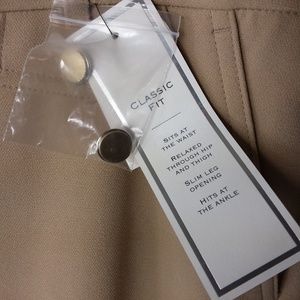 CLASSIC
FIT
SITS AT
THE WAIST
RELAXED
THROUGH HIP
AND THIGH
SLIM LEG
OPENING
HITS AT
THE ANKLE